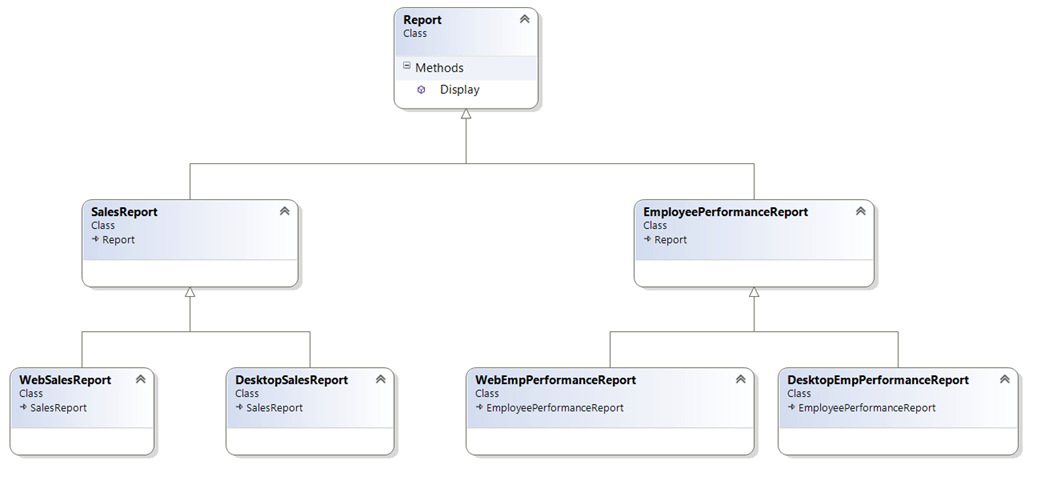 Report
Class
Methods
Display
SalesReport
Class
Report
EmployeePerformanceReport
Class
Report
WebSalesReport
Class
SalesReport
DesktopSalesReport
Class
SalesReport
WebEmpPerformanceReport
Class
EmployeePerformanceReport
DesktopEmpPerformanceReport
Class
EmployeePerformanceReport